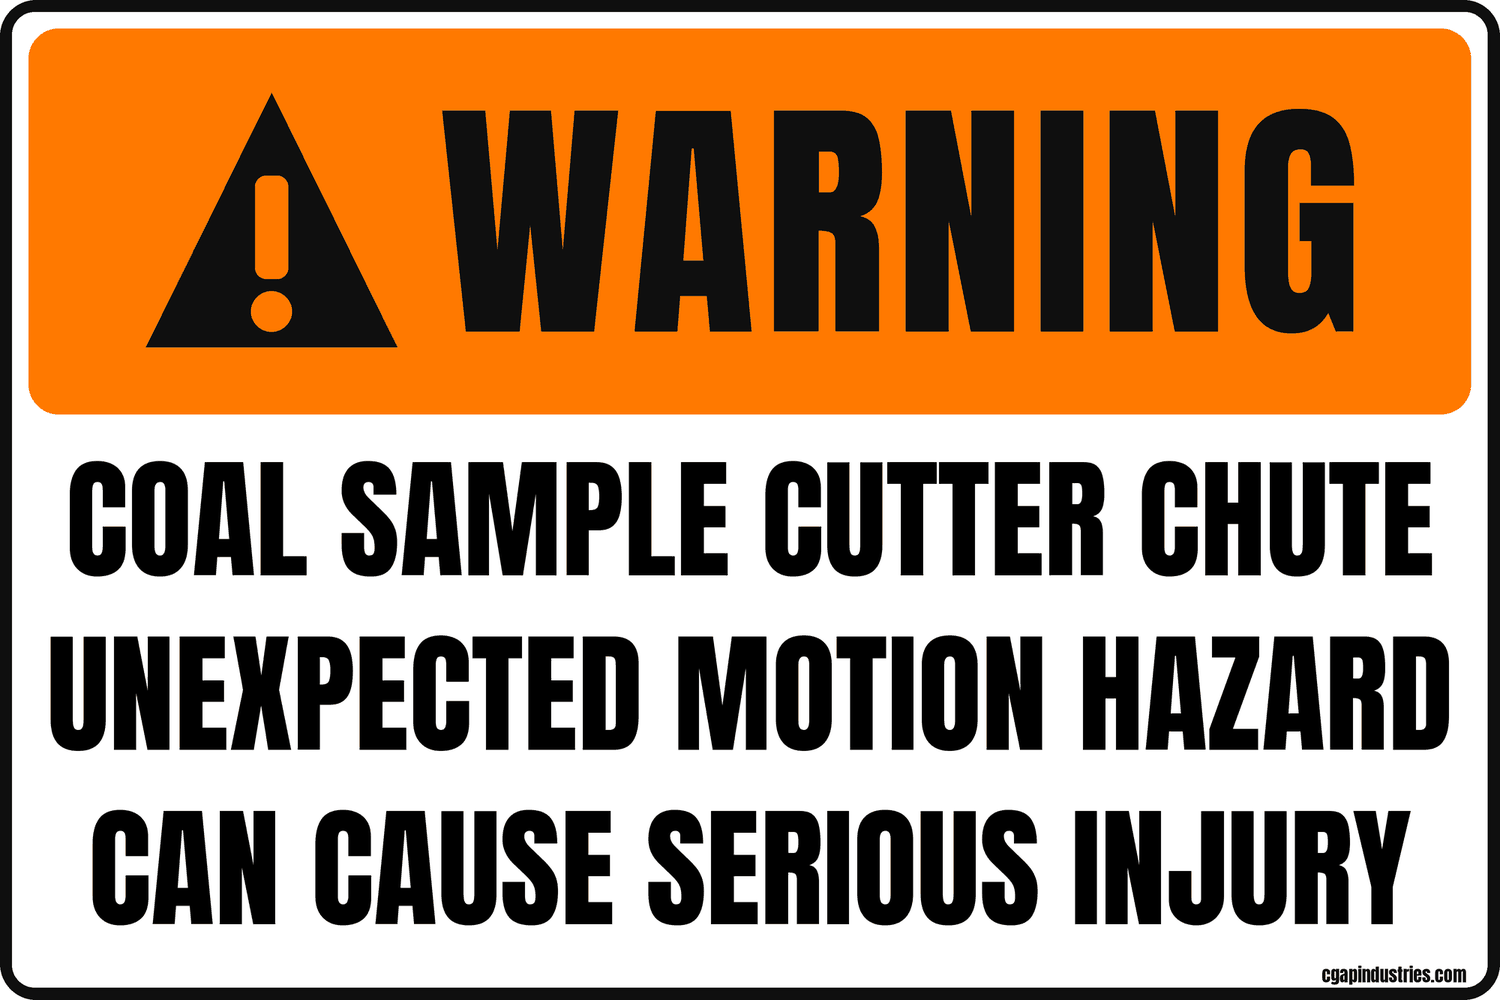 WARNING
COAL SAMPLE CUTTER CHUTE
UNEXPECTED MOTION HAZARD
CAN CAUSE SERIOUS INJURY
cgapindustries.com